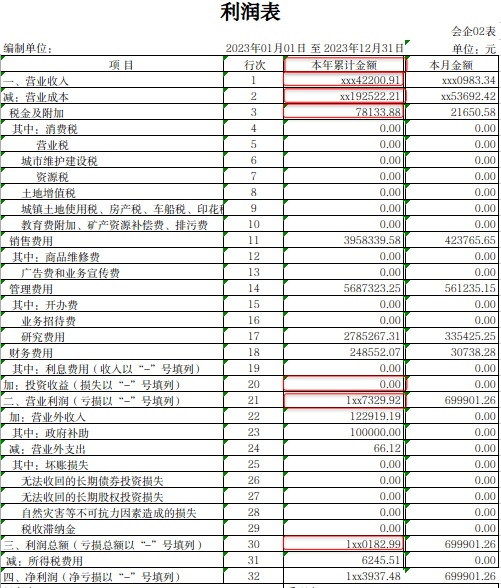 利润表
会企02表
编制单位： 2023年01月01日 至 2023年12月31日 单位：元
项 目 行次 本年累计金额 本月金额
一、营业收入 1 xxx42200.91 xxx0983.34
减：营业成本 2 xx192522.21 xx53692.42
税金及附加 3 78133.88 21650.58
其中：消费税 4 0.00 0.00
营业税 5 0.00 0.00
城市维护建设税 6 0.00 0.00
资源税 7 0.00 0.00
土地增值税 8 0.00 0.00
城镇土地使用税、房产税、车船税、印花税 9 0.00 0.00
教育费附加、矿产资源补偿费、排污费 10 0.00 0.00
销售费用 11 3958339.58 423765.65
其中：商品维修费 12 0.00 0.00
广告费和业务宣传费 13 0.00 0.00
管理费用 14 5687323.25 561235.15
其中：开办费 15 0.00 0.00
业务招待费 16 0.00 0.00
研究费用 17 2785267.31 335425.25
财务费用 18 248552.07 30738.28
其中：利息费用（收入以“-”号填列） 19 0.00 0.00
加：投资收益（损失以“-”号填列） 20 0.00 0.00
二、营业利润（亏损以“-”号填列） 21 1xx7329.92 699901.26
加：营业外收入 22 122919.19 0.00
其中：政府补助 23 100000.00 0.00
减：营业外支出 24 66.12 0.00
其中：坏账损失 25 0.00 0.00
无法收回的长期债券投资损失 26 0.00 0.00
无法收回的长期股权投资损失 27 0.00 0.00
自然灾害等不可抗力因素造成的损失 28 0.00 0.00
税收滞纳金 29 0.00 0.00
三、利润总额（亏损总额以“-”号填列） 30 1xx0182.99 699901.26
减：所得税费用 31 6245.51 0.00
四、净利润（净亏损以“-”号填列） 32 1xx3937.48 699901.26